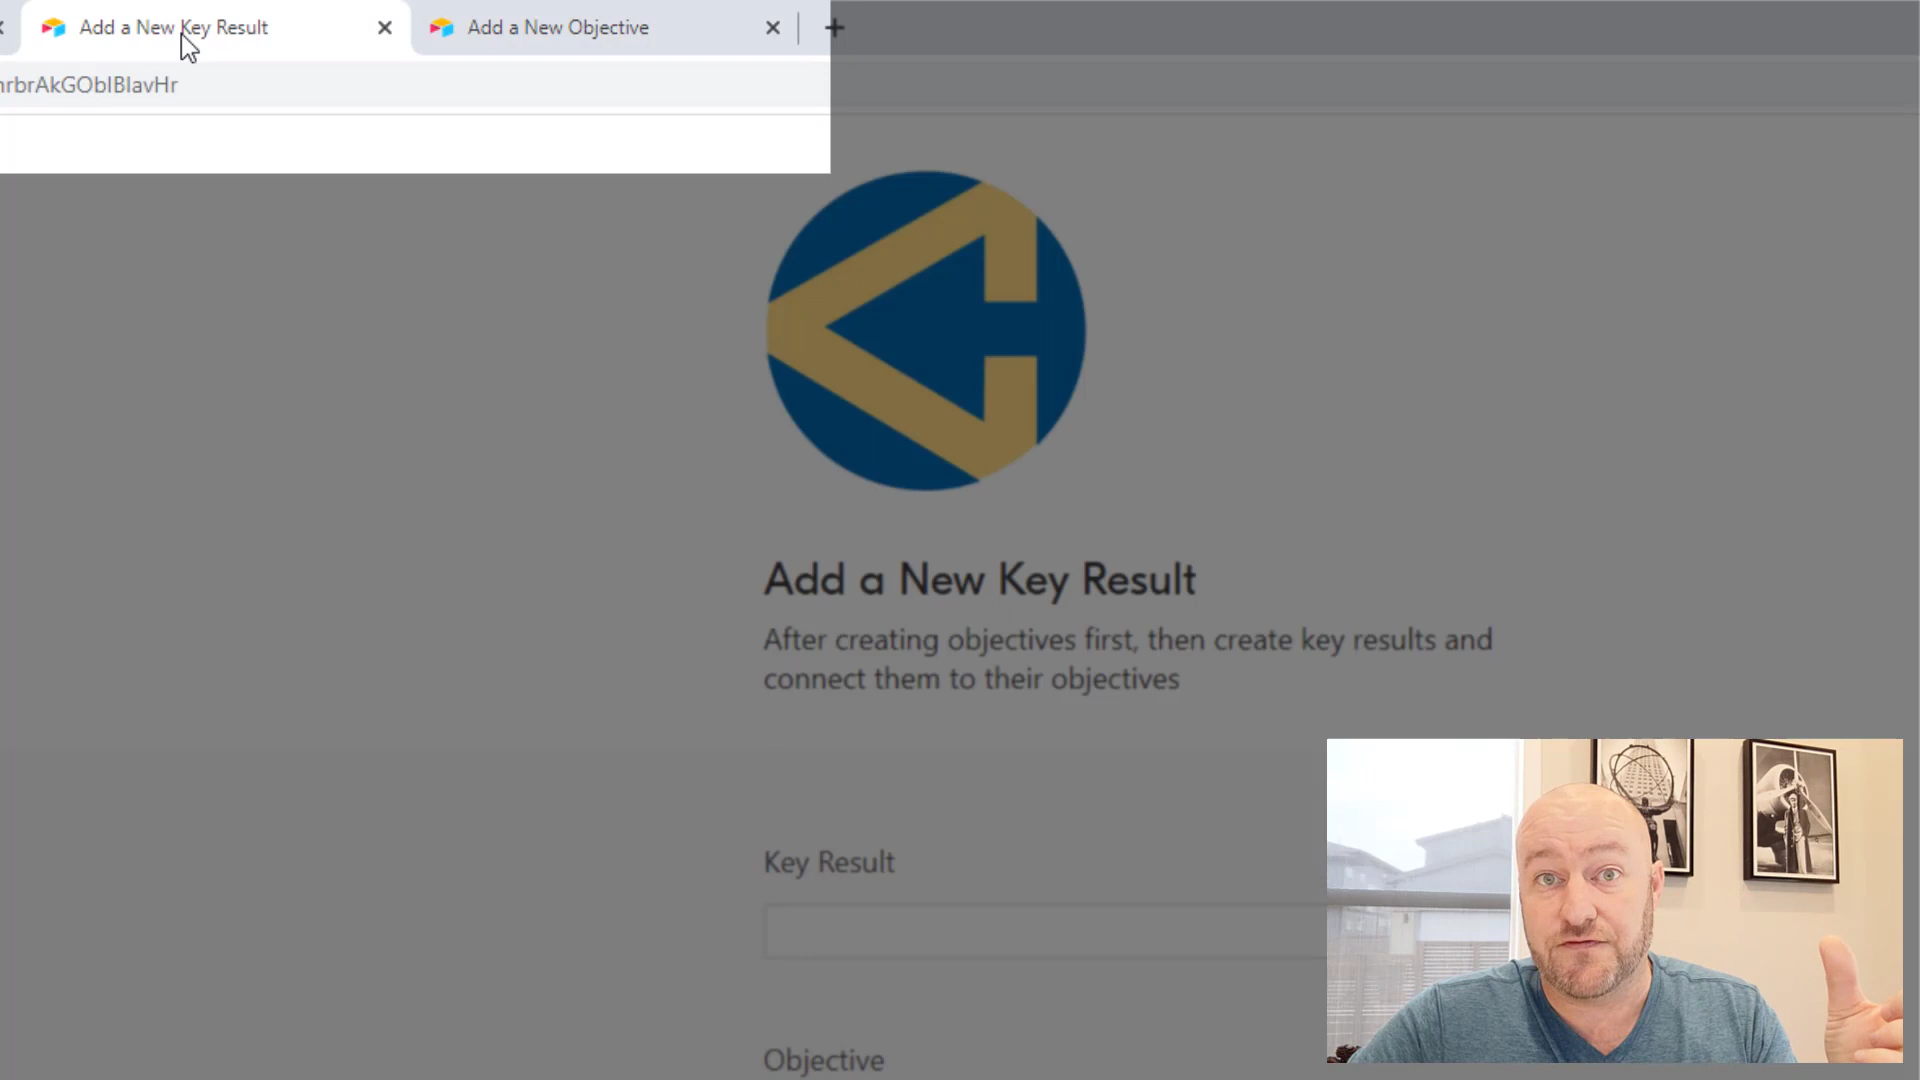 Add a New Key Result
Add a New Objective
hrbrAkGOblBlavHr
Add a New Key Result
After creating objectives first, then create key results and
connect them to their objectives
Key Result
Objective